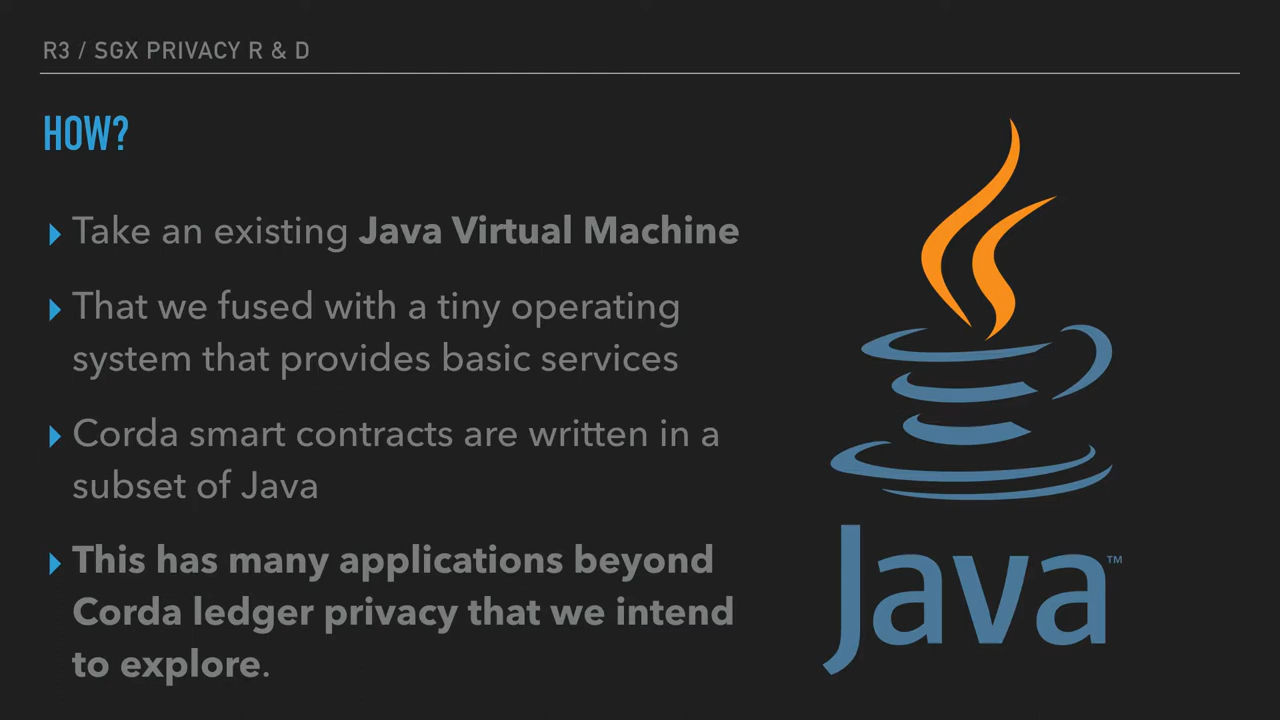 R3 / SGX PRIVACY R & D
HOW?
Take an existing Java Virtual Machine
That we fused with a tiny operating
system that provides basic services
Corda smart contracts are written in a
subset of Java
This has many applications beyond
Corda ledger privacy that we intend
to explore.
Java™